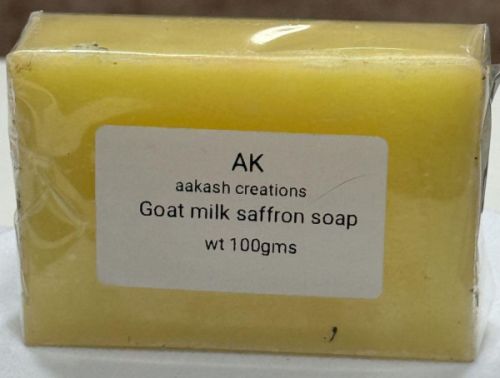 AK
aakash creations
Goat milk saffron soap
wt 100gms